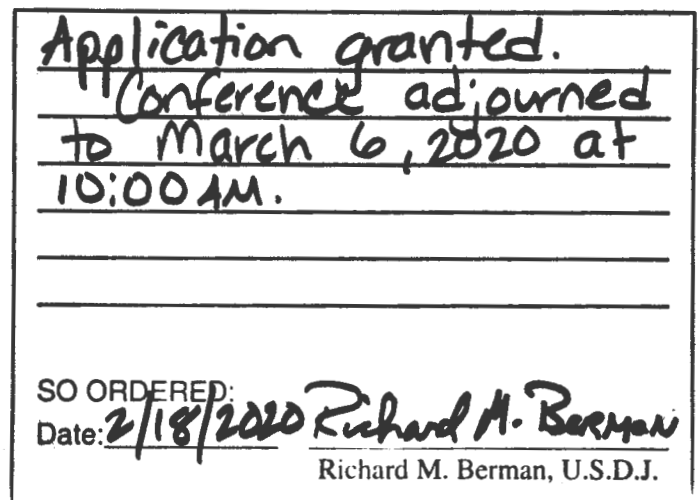 Application granted.
Conference adjourned
to March 6, 2020 at
10:00 AM.
SO ORDERED:
Date: 2/18/2020 Richard M. Berman
Richard M. Berman, U.S.D.J.